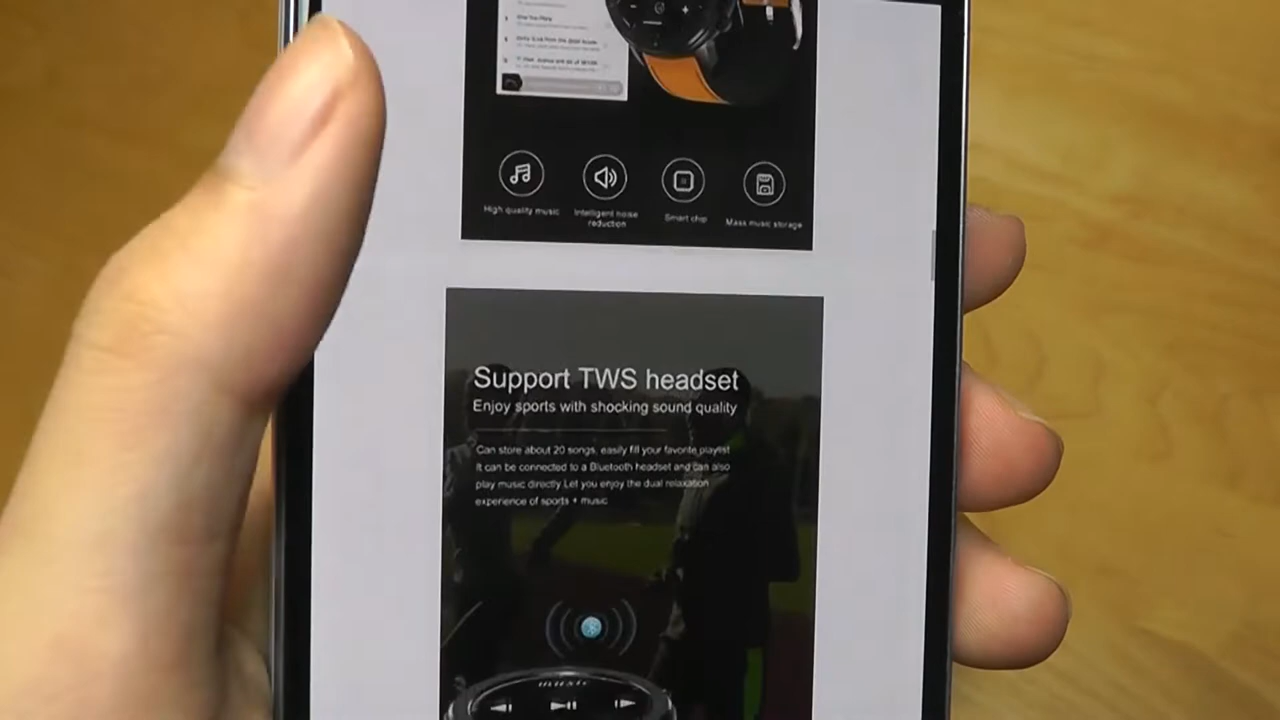 High quality music
Intelligent noise
reduction
Smart chip
Mass music storage
Support TWS headset
Enjoy sports with shocking sound quality
Can store about 20 songs, easily fill your favorite playlist
It can be connected to a Bluetooth headset and can also
play music directly.Let you enjoy the dual relaxation
experience of sports + music
music